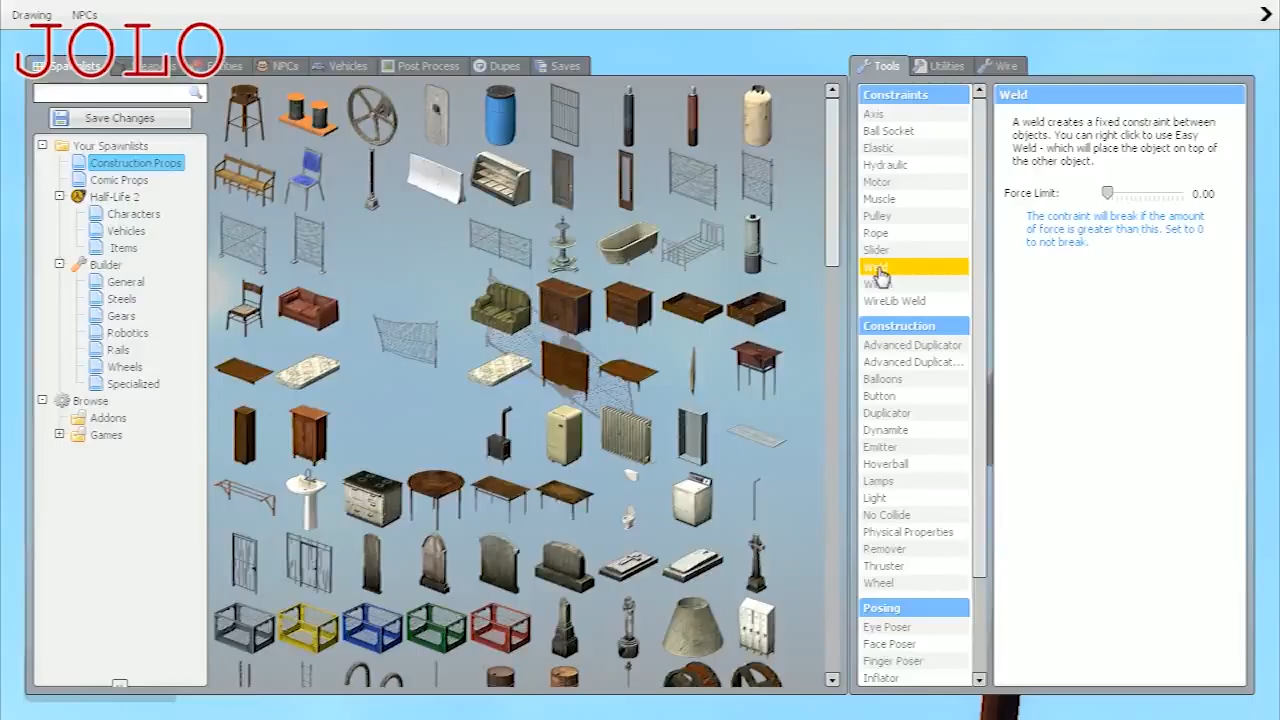 Drawing NPCs
JOLO
NPCs Vehicles Post Process Dupes Saves
Save Changes
Your Spawnlists
Construction Props
Comic Props
Half-Life 2
Characters
Vehicles
Items
Builder
General
Steels
Gears
Robotics
Rails
Wheels
Specialized
Browse
Addons
Games
Tools Utilities Wire
Constraints
Axis
Ball Socket
Elastic
Hydraulic
Motor
Muscle
Pulley
Rope
Slider
Weld
WireLib Weld
Construction
Advanced Duplicator
Advanced Duplicat...
Balloons
Button
Duplicator
Dynamite
Emitter
Hoverball
Lamps
Light
No Collide
Physical Properties
Remover
Thruster
Wheel
Posing
Eye Poser
Face Poser
Finger Poser
Inflator
Weld
A weld creates a fixed constraint between
objects. You can right click to use Easy
Weld - which will place the object on top of
the other object.
Force Limit: 0.00
The contraint will break if the amount
of force is greater than this. Set to 0
to not break.